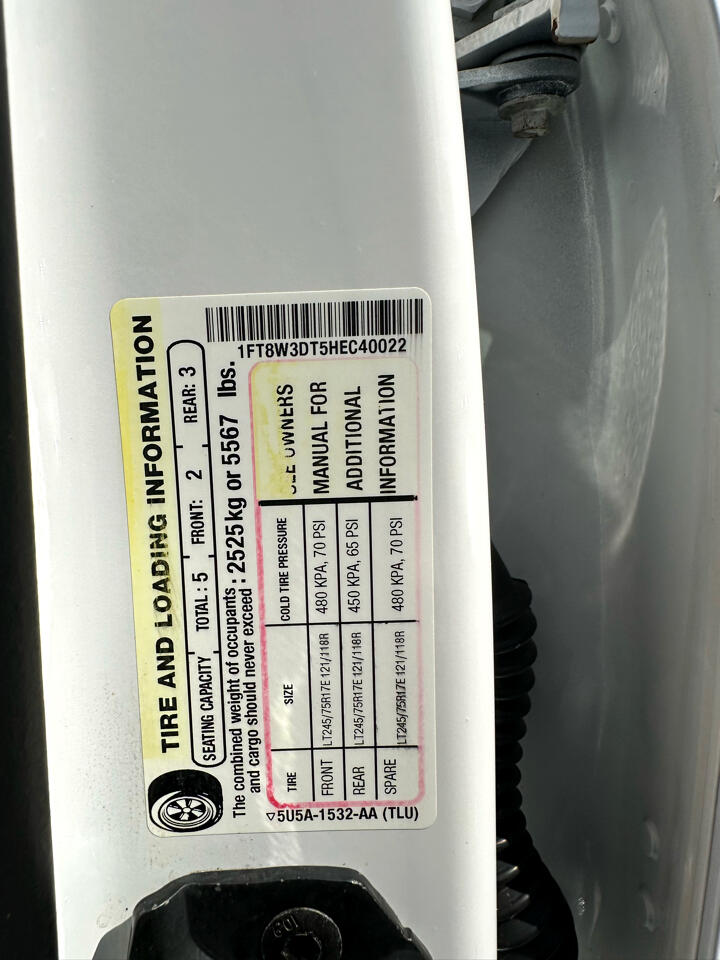 TIRE AND LOADING INFORMATION
SEATING CAPACITY TOTAL: 5 FRONT: 2 REAR: 3
The combined weight of occupants
and cargo should never exceed : 2525kg or 5567 lbs.
1FT8W3DT5HEC40022
TIRE SIZE COLD TIRE PRESSURE
FRONT LT245/75R17E 121/118R 480 KPA, 70 PSI
REAR LT245/75R17E 121/118R 450 KPA, 65 PSI
SPARE LT245/75R17E 121/118R 480 KPA, 70 PSI
SEE OWNERS
MANUAL FOR
ADDITIONAL
INFORMATION
5U5A-1532-AA (TLU)
109